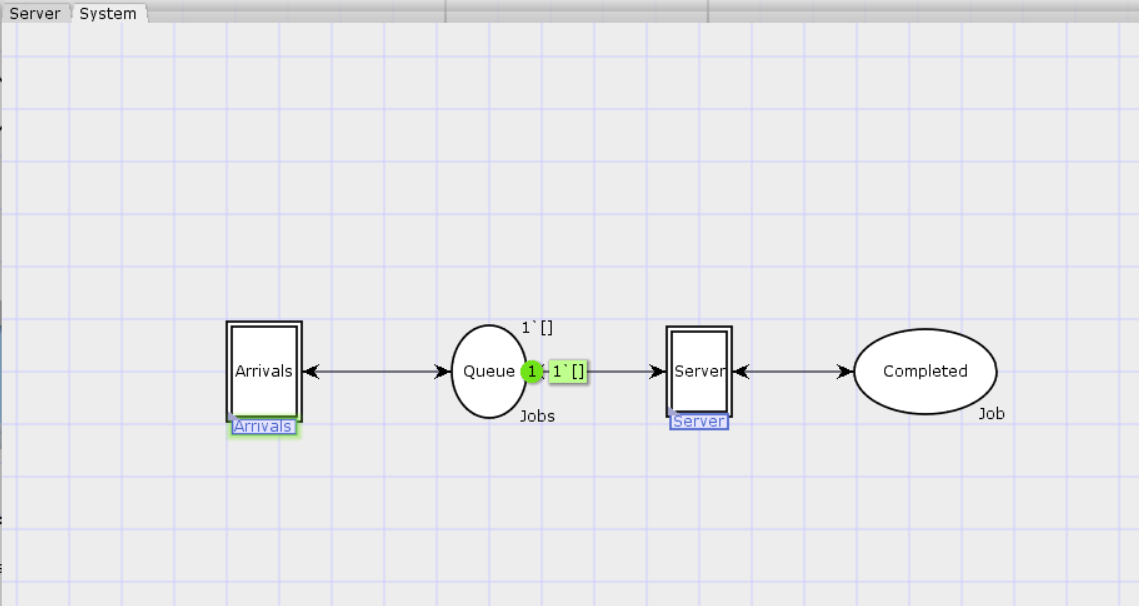 Server System
1`[]
Arrivals Queue 1 1`[] Server Completed
Jobs Job
Arrivals Server